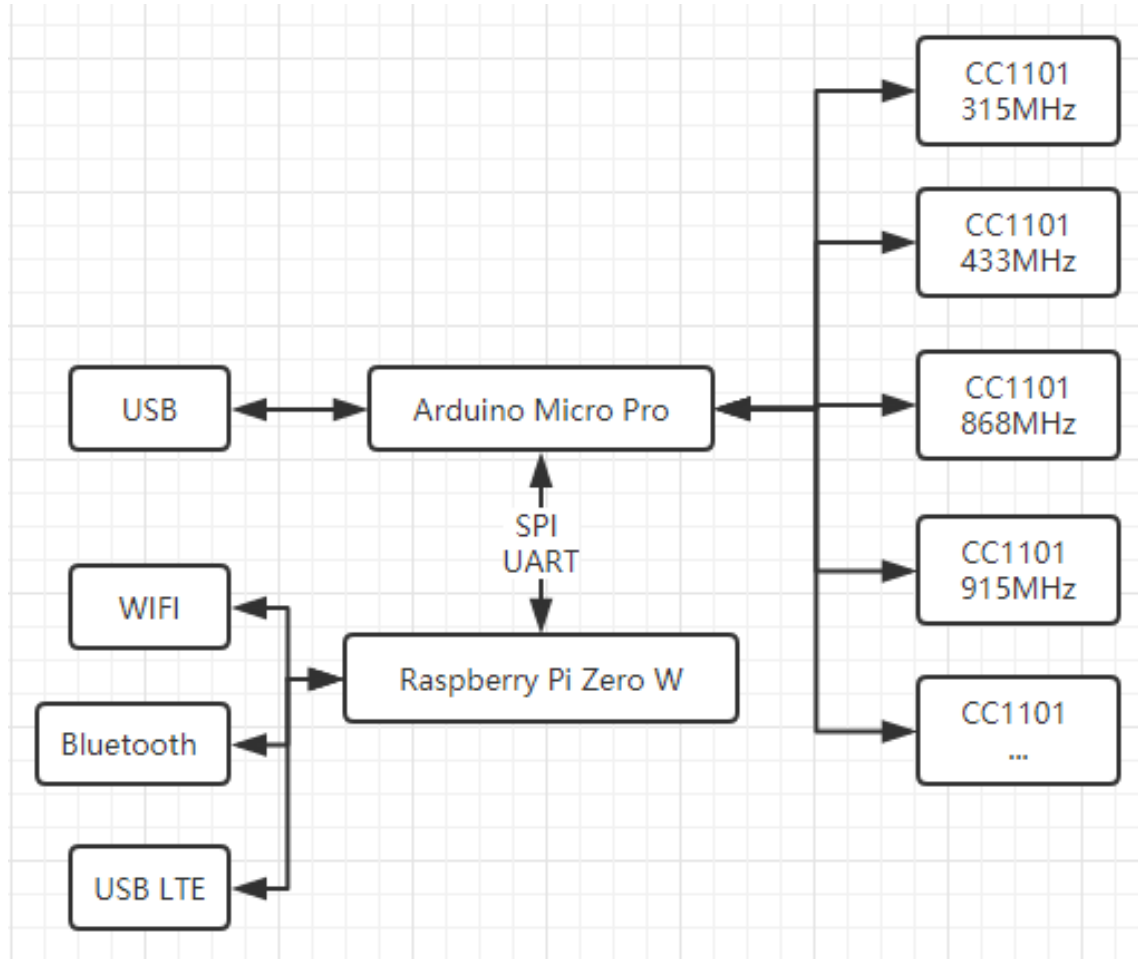 CC1101
315MHz
CC1101
433MHz
USB
Arduino Micro Pro
CC1101
868MHz
SPI
UART
CC1101
915MHz
WIFI
Raspberry Pi Zero W
CC1101
...
Bluetooth
USB LTE